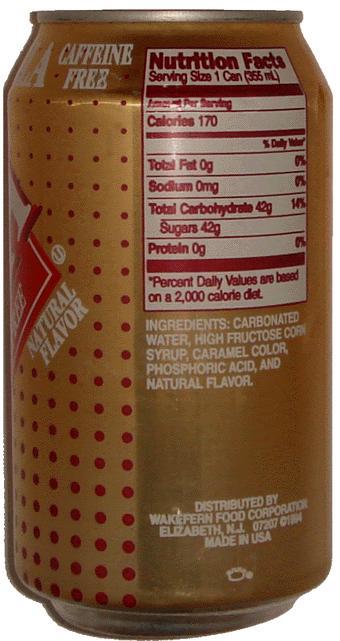 A CAFFEINE
FREE
Nutrition Facts
Serving Size 1 Can (355 mL)
Amount Per Serving
Calories 170
% Daily Value*
Total Fat 0g 0%
Sodium 0mg 0%
Total Carbohydrate 42g 14%
Sugars 42g
Protein 0g 0%
*Percent Daily Values are based
on a 2,000 calorie diet.
NATURAL
FLAVOR
INGREDIENTS: CARBONATED
WATER, HIGH FRUCTOSE CORN
SYRUP, CARAMEL COLOR,
PHOSPHORIC ACID, AND
NATURAL FLAVOR.
DISTRIBUTED BY
WAKEFERN FOOD CORPORATION
ELIZABETH, N.J. 07207 ©1994
MADE IN USA